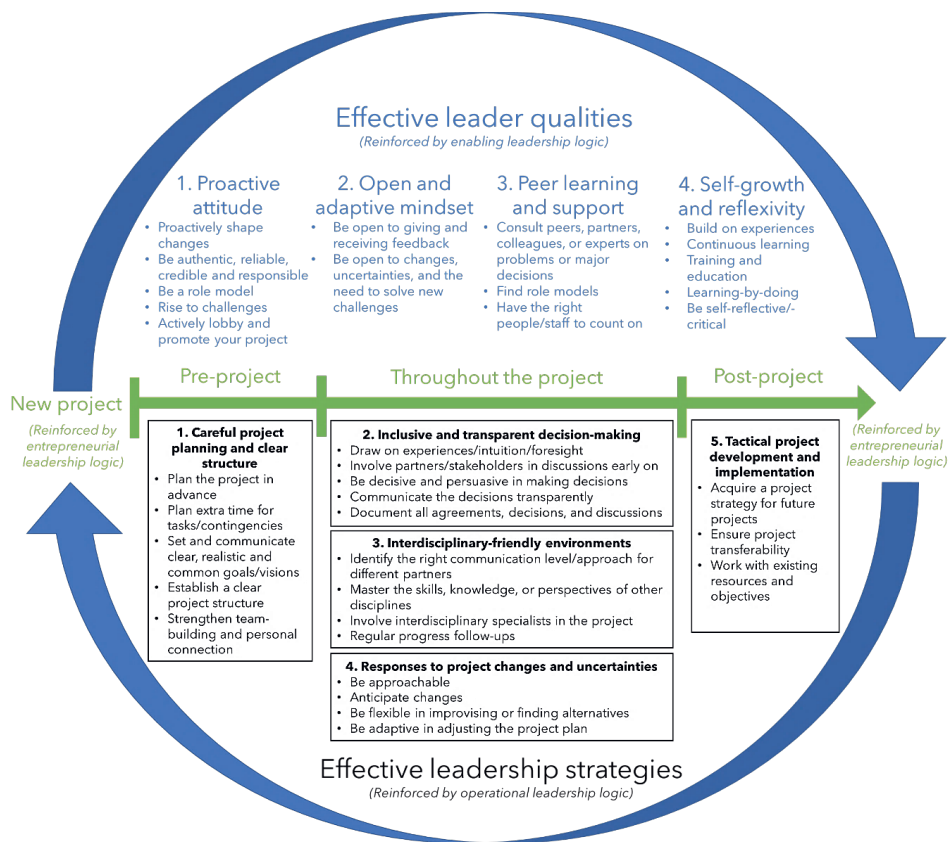 Effective leader qualities
(Reinforced by enabling leadership logic)
1. Proactive
attitude
• Proactively shape
changes
• Be authentic, reliable,
credible and responsible
• Be a role model
• Rise to challenges
• Actively lobby and
promote your project
2. Open and
adaptive mindset
• Be open to giving and
receiving feedback
• Be open to changes,
uncertainties, and the
need to solve new
challenges
3. Peer learning
and support
• Consult peers, partners,
colleagues, or experts on
problems or major
decisions
• Find role models
• Have the right
people/staff to count on
4. Self-growth
and reflexivity
• Build on experiences
• Continuous learning
• Training and
education
• Learning-by-doing
• Be self-reflective/-
critical
Pre-project
Throughout the project
Post-project
New project
(Reinforced by
entrepreneurial
leadership logic)
(Reinforced by
entrepreneurial
leadership logic)
1. Careful project
planning and clear
structure
• Plan the project in
advance
• Plan extra time for
tasks/contingencies
• Set and communicate
clear, realistic and
common goals/visions
• Establish a clear
project structure
• Strengthen team-
building and personal
connection
2. Inclusive and transparent decision-making
• Draw on experiences/intuition/foresight
• Involve partners/stakeholders in discussions early on
• Be decisive and persuasive in making decisions
• Communicate the decisions transparently
• Document all agreements, decisions, and discussions
3. Interdisciplinary-friendly environments
• Identify the right communication level/approach for
different partners
• Master the skills, knowledge, or perspectives of other
disciplines
• Involve interdisciplinary specialists in the project
• Regular progress follow-ups
4. Responses to project changes and uncertainties
• Be approachable
• Anticipate changes
• Be flexible in improvising or finding alternatives
• Be adaptive in adjusting the project plan
5. Tactical project
development and
implementation
• Acquire a project
strategy for future
projects
• Ensure project
transferability
• Work with existing
resources and
objectives
Effective leadership strategies
(Reinforced by operational leadership logic)